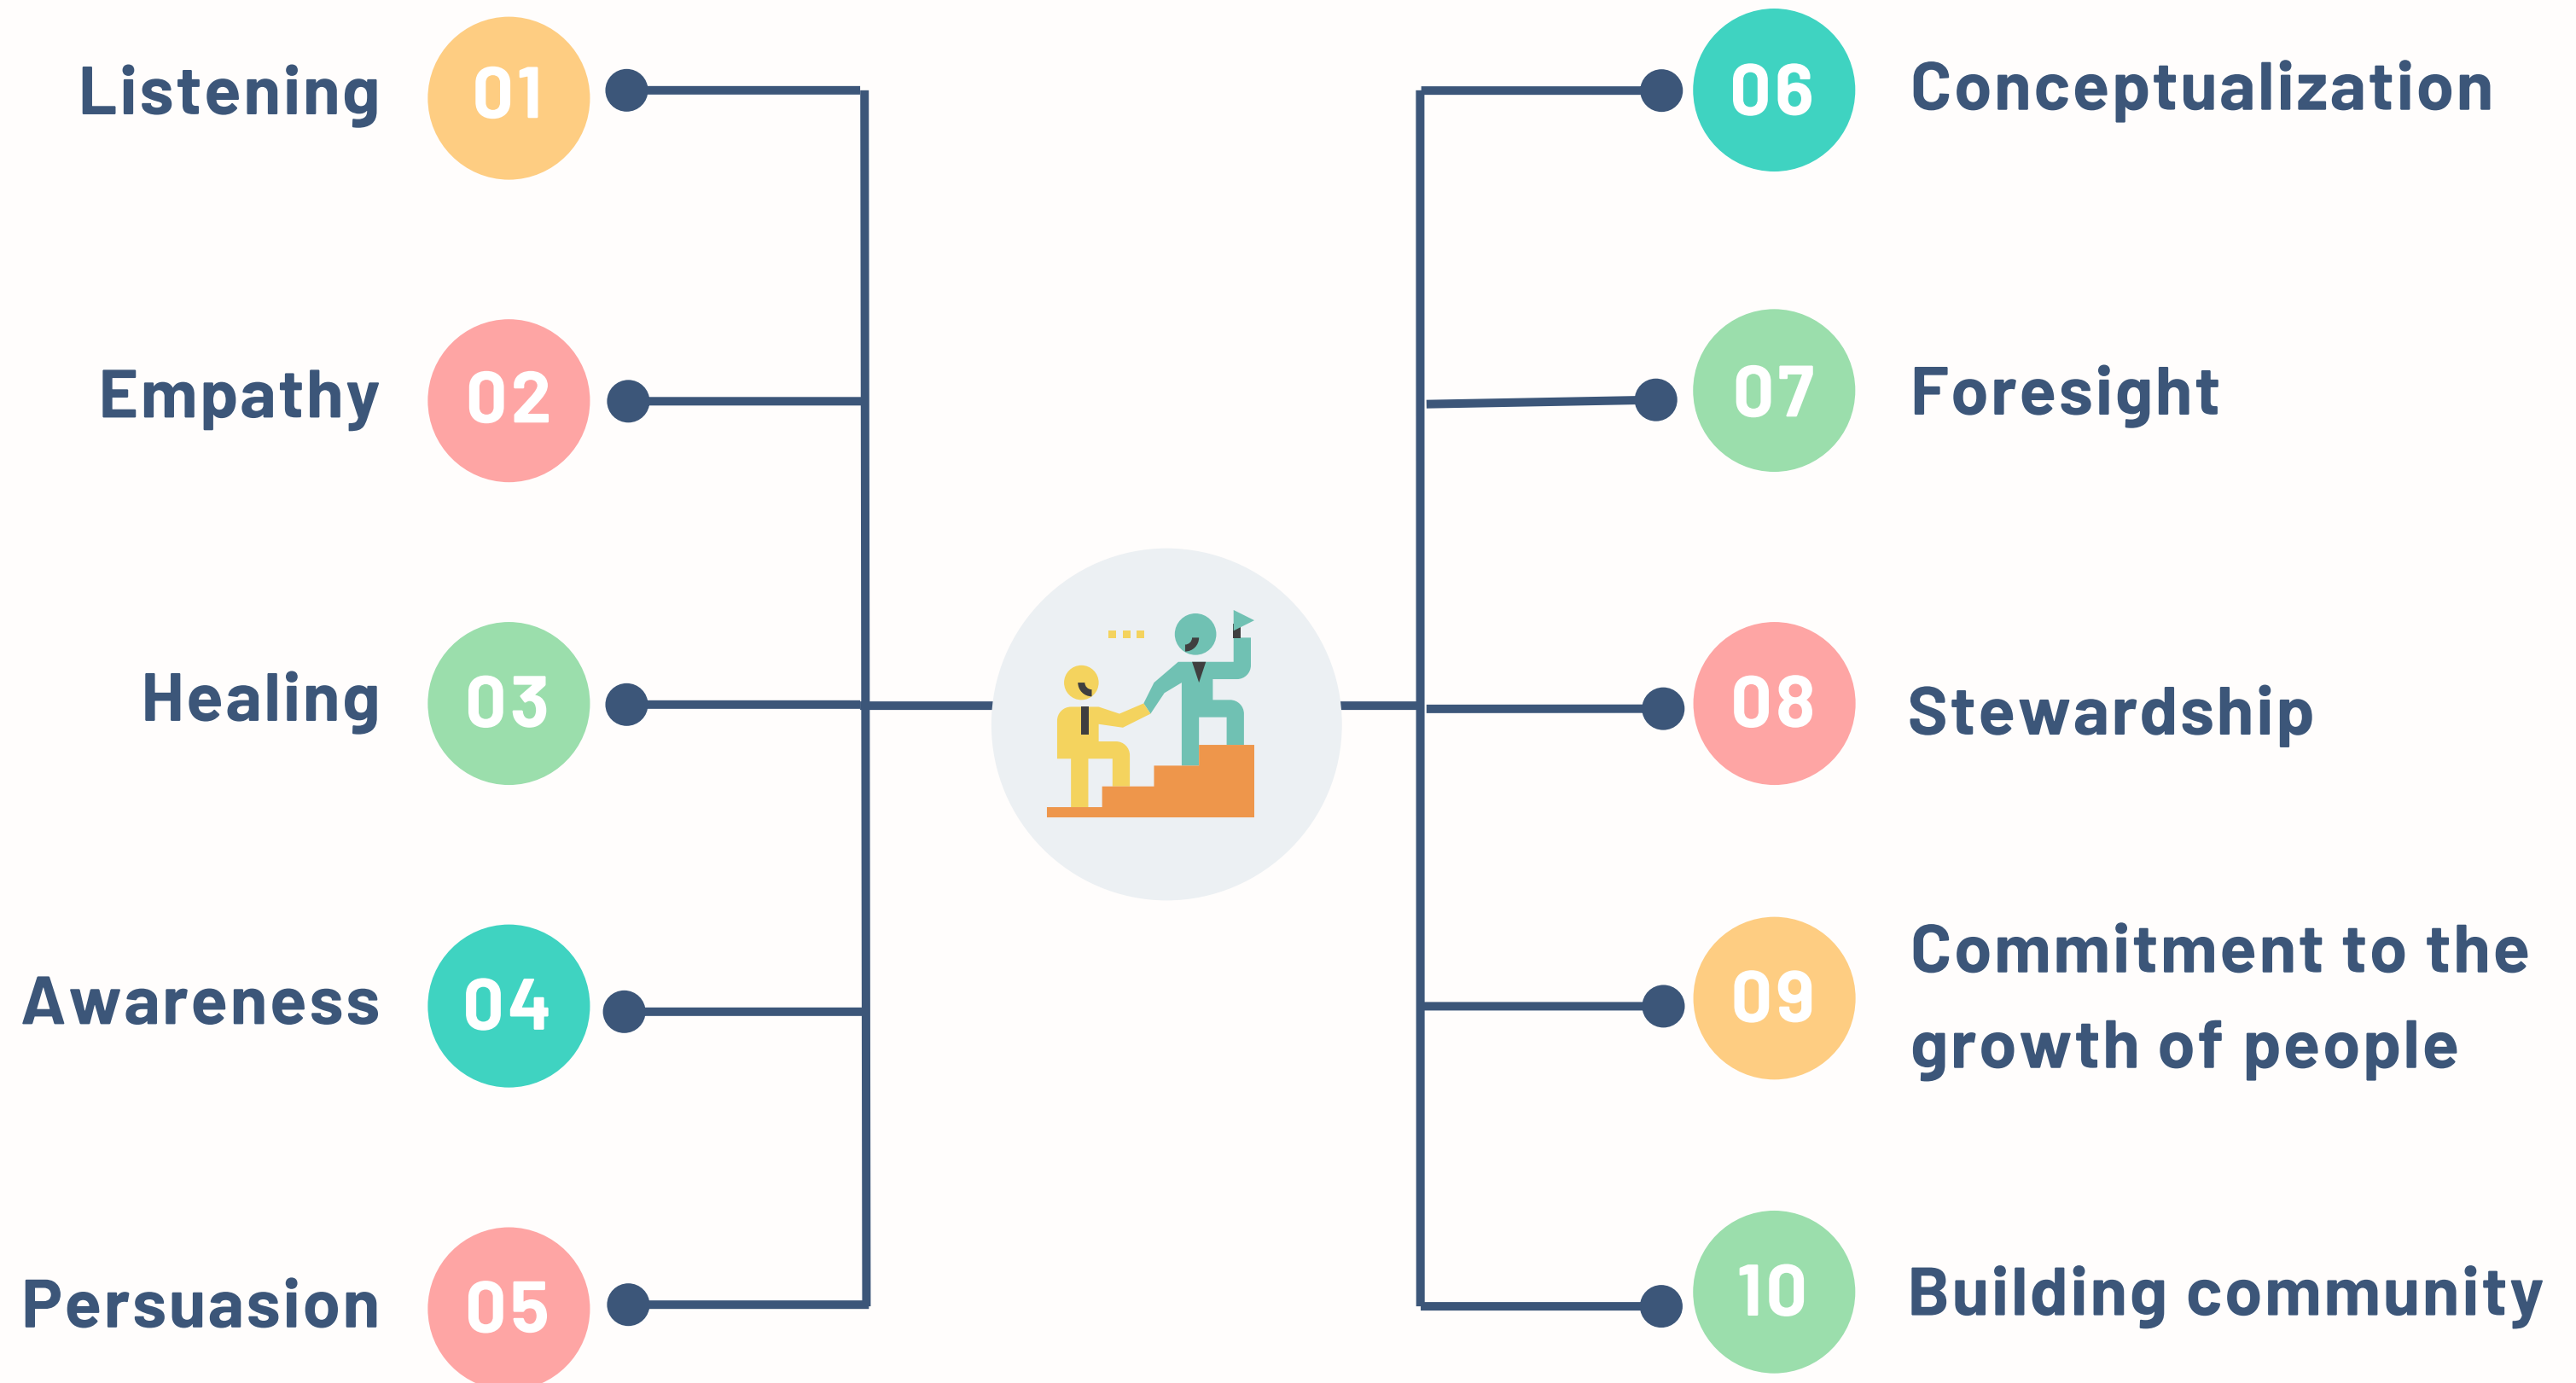 Listening
01
Empathy
02
Healing
03
Awareness
04
Persuasion
05
06
Conceptualization
07
Foresight
08
Stewardship
09
Commitment to the
growth of people
10
Building community